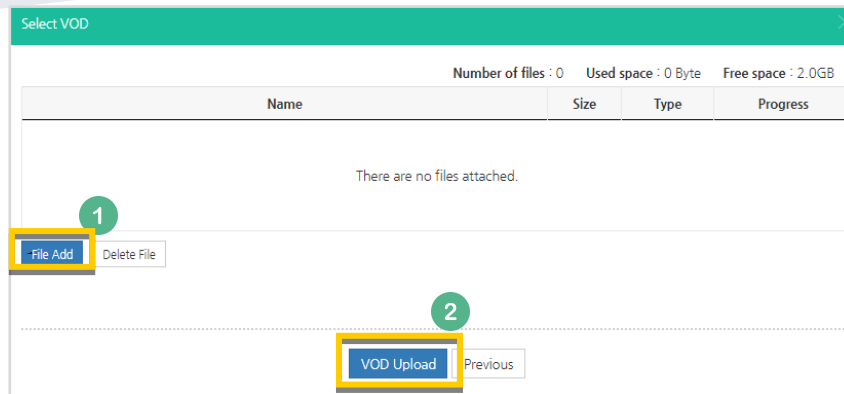 Select VOD
Number of files : 0 Used space : 0 Byte Free space : 2.0GB
Name Size Type Progress
There are no files attached.
1
File Add Delete File
2
VOD Upload Previous